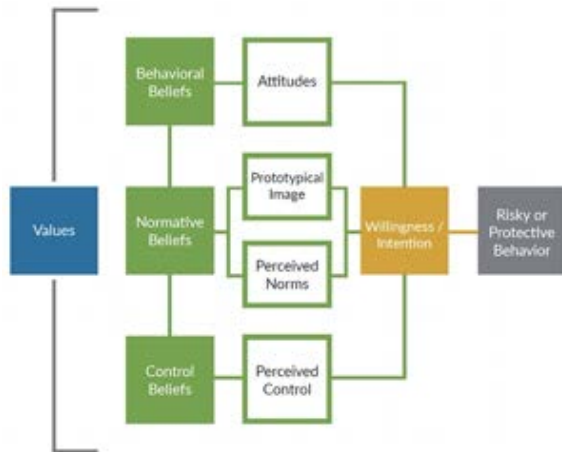 Behavioral
Beliefs
Attitudes
Prototypical
Image
Values
Normative
Beliefs
Willingness /
Intention
Risky or
Protective
Behavior
Perceived
Norms
Control
Beliefs
Perceived
Control